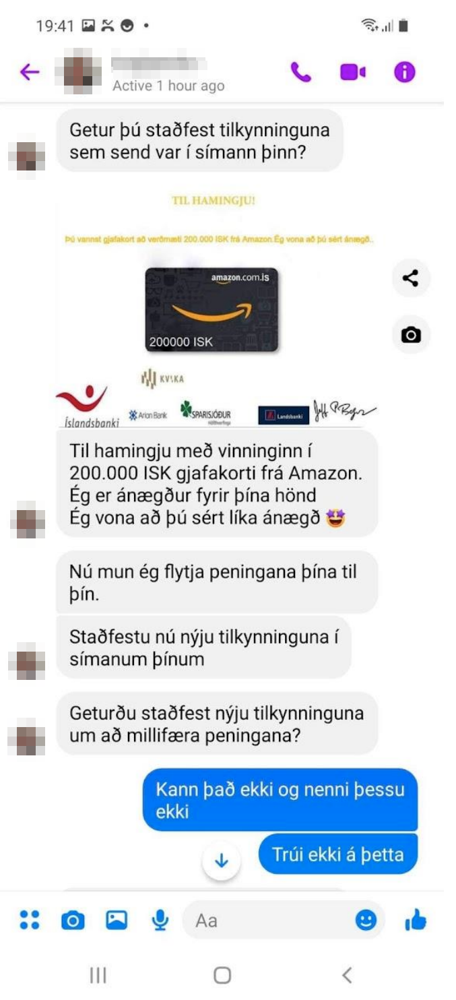 19:41
Active 1 hour ago
Getur þú staðfest tilkynninguna
sem send var í símann þinn?
TIL HAMINGJU!
Þú vannst gjafakort að verðmæti 200.000 ISK frá Amazon.Ég vona að þú sért ánægð..
amazon.com.is
200000 ISK
KVIKA
Íslandsbanki
Arion Bank
SPARISJÓÐUR
Landsbanki
Til hamingju með vinninginn í
200.000 ISK gjafakorti frá Amazon.
Ég er ánægður fyrir þína hönd
Ég vona að þú sért líka ánægð 🤩
Nú mun ég flytja peningana þína til
þín.
Staðfestu nú nýju tilkynninguna í
símanum þínum
Geturðu staðfest nýju tilkynninguna
um að millifæra peningana?
Kann það ekki og nenni þessu
ekki
Trúi ekki á þetta
Aa